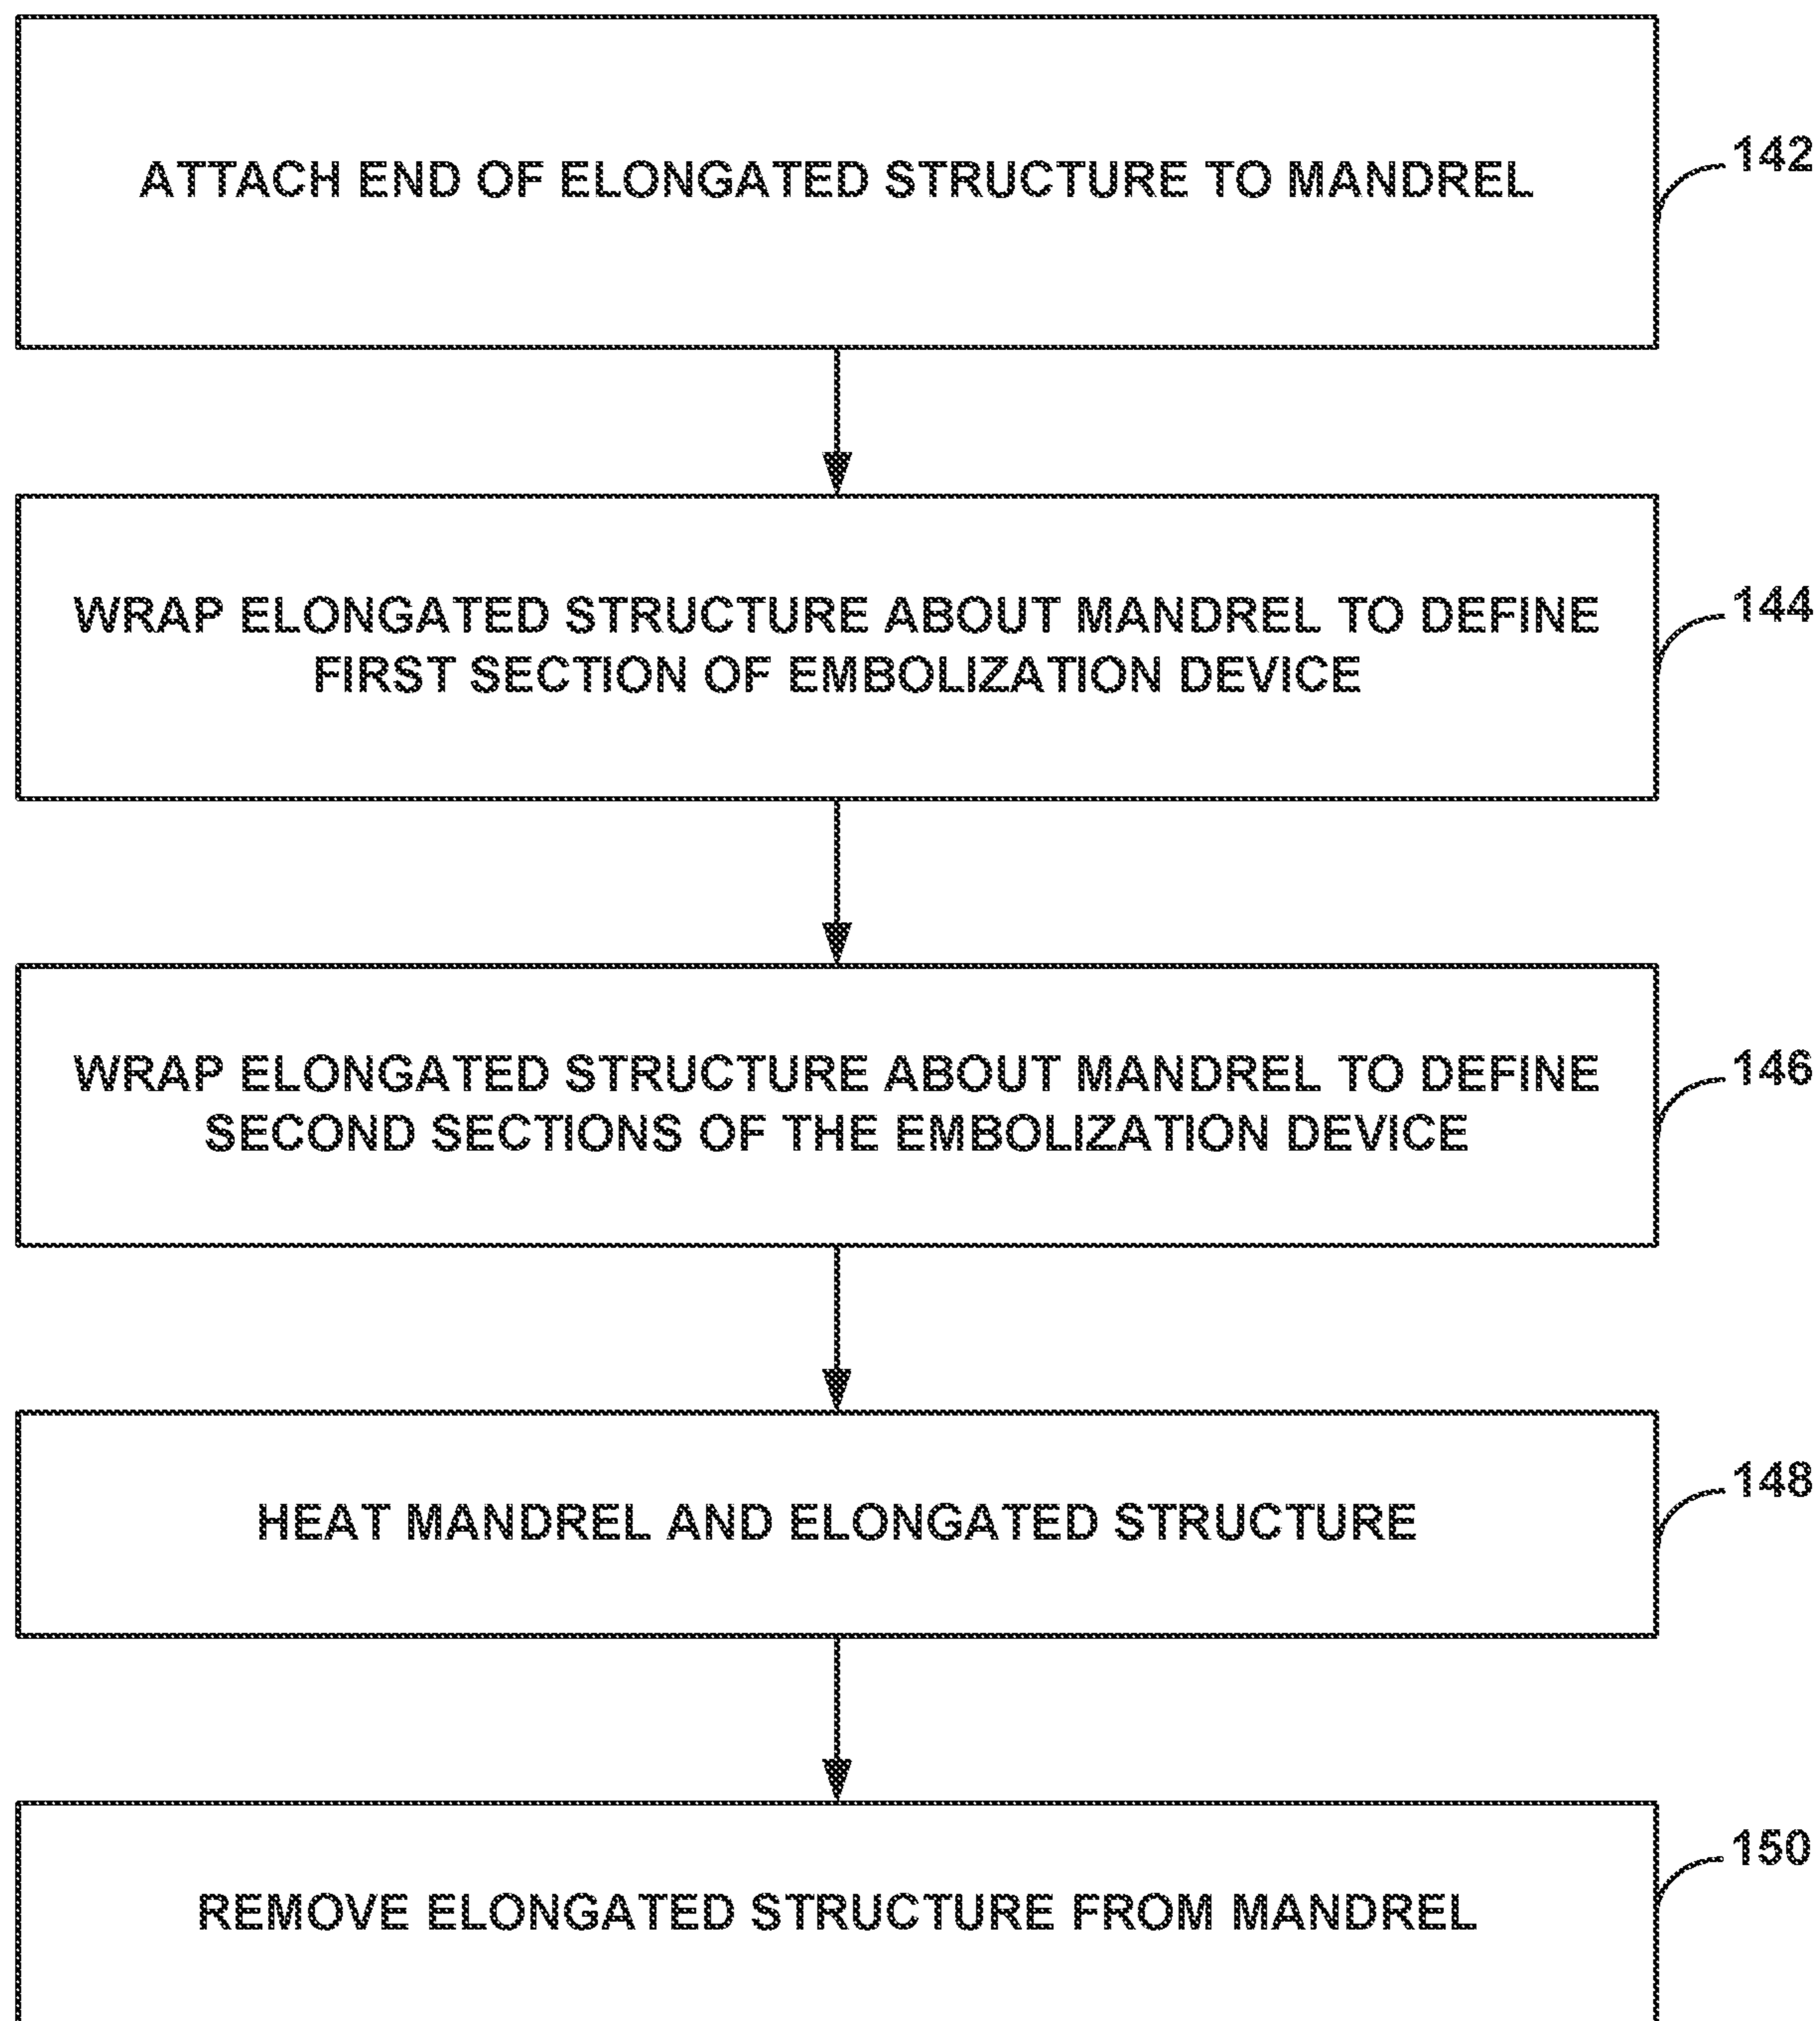 ATTACH END OF ELONGATED STRUCTURE TO MANDREL
142
WRAP ELONGATED STRUCTURE ABOUT MANDREL TO DEFINE
FIRST SECTION OF EMBOLIZATION DEVICE
144
WRAP ELONGATED STRUCTURE ABOUT MANDREL TO DEFINE
SECOND SECTIONS OF THE EMBOLIZATION DEVICE
146
HEAT MANDREL AND ELONGATED STRUCTURE
148
REMOVE ELONGATED STRUCTURE FROM MANDREL
150